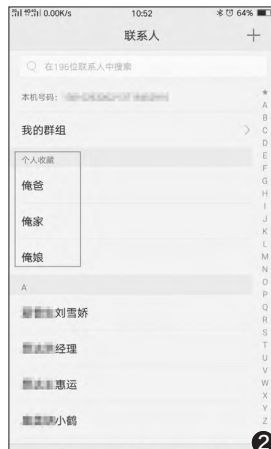 0.00K/s 10:52 64%
联系人
在196位联系人中搜索
本机号码：
我的群组
个人收藏
俺爸
俺家
俺娘
A
刘雪娇
经理
惠运
小鹤
★
A
B
C
D
E
F
G
H
I
J
K
L
M
N
O
P
Q
R
S
T
U
V
W
X
Y
Z
2